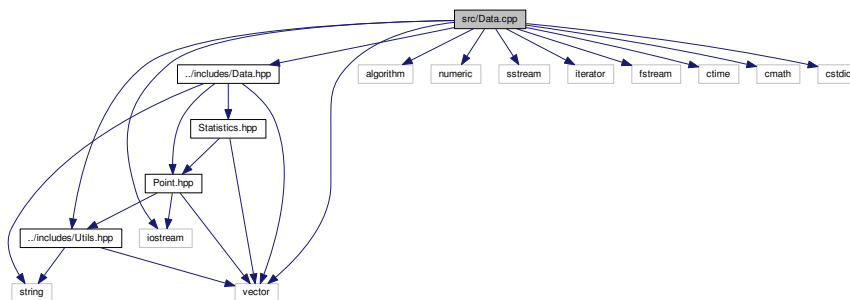 src/Data.cpp
../includes/Data.hpp
algorithm
numeric
sstream
iterator
fstream
ctime
cmath
cstdic
Statistics.hpp
Point.hpp
../includes/Utils.hpp
iostream
string
vector